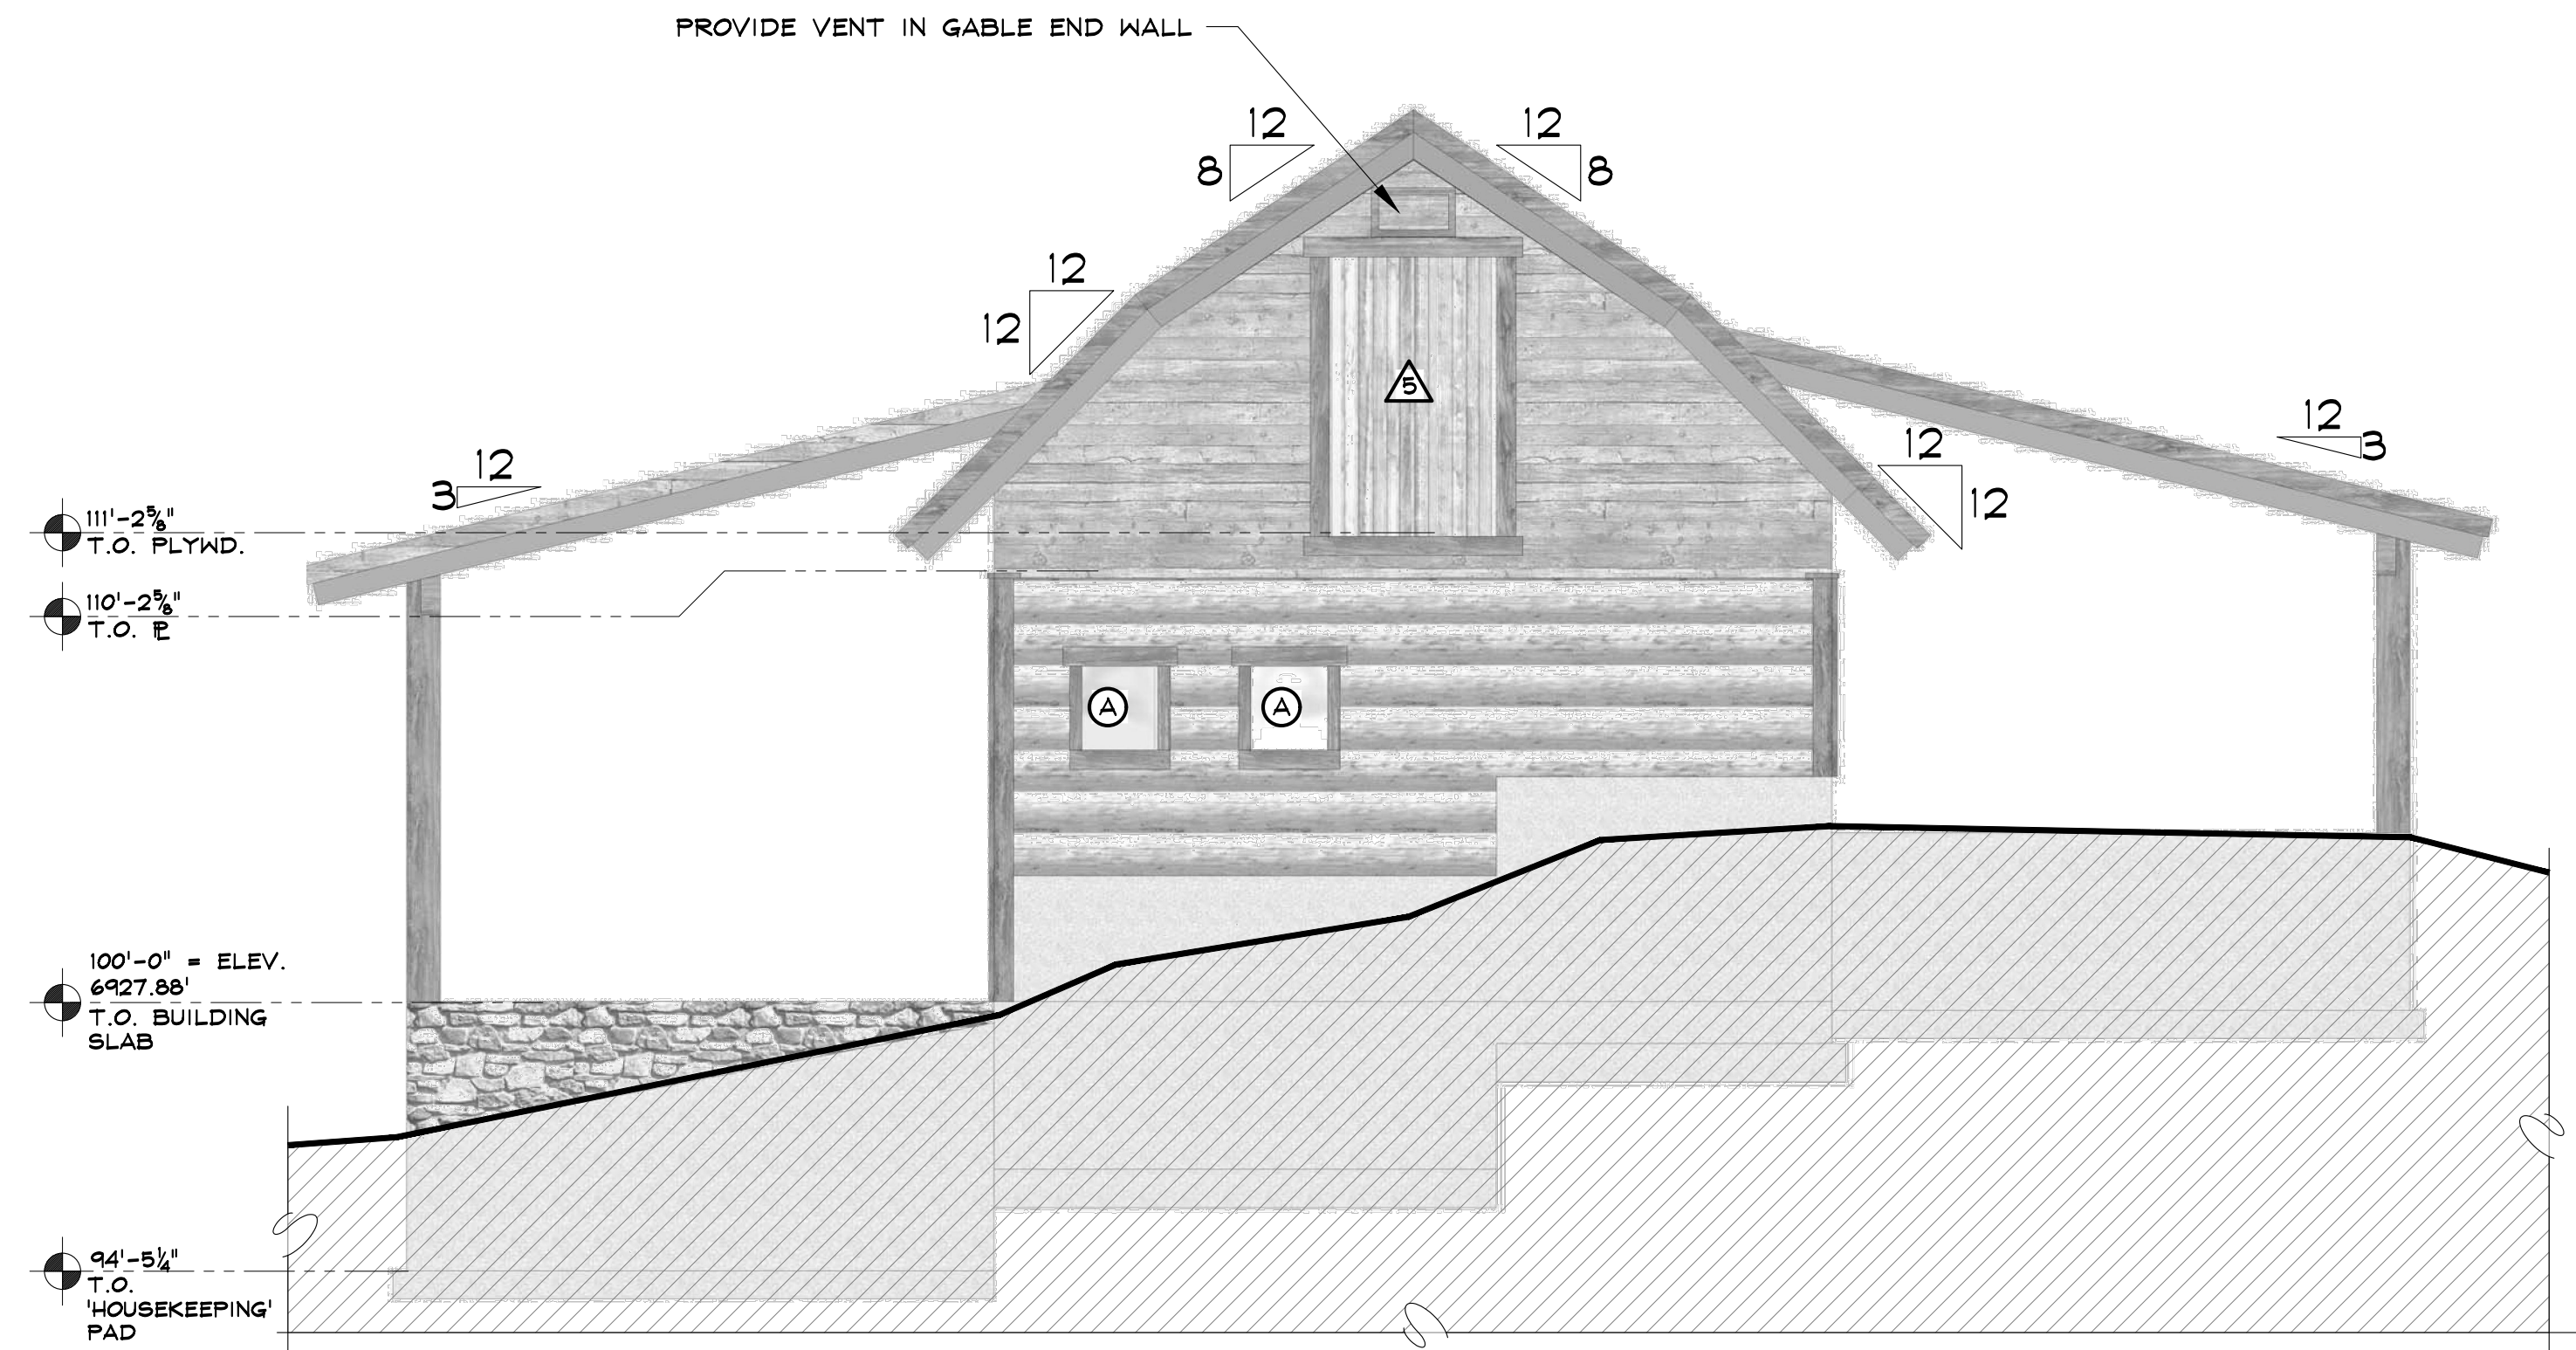 PROVIDE VENT IN GABLE END WALL
12
8
12
8
12
12
12
3
12
3
12
12
5
111'-2⅝"
T.O. PLYWD.
110'-2⅝"
T.O. PL
A
A
100'-0" = ELEV.
6927.88'
T.O. BUILDING
SLAB
94'-5¼"
T.O.
'HOUSEKEEPING'
PAD